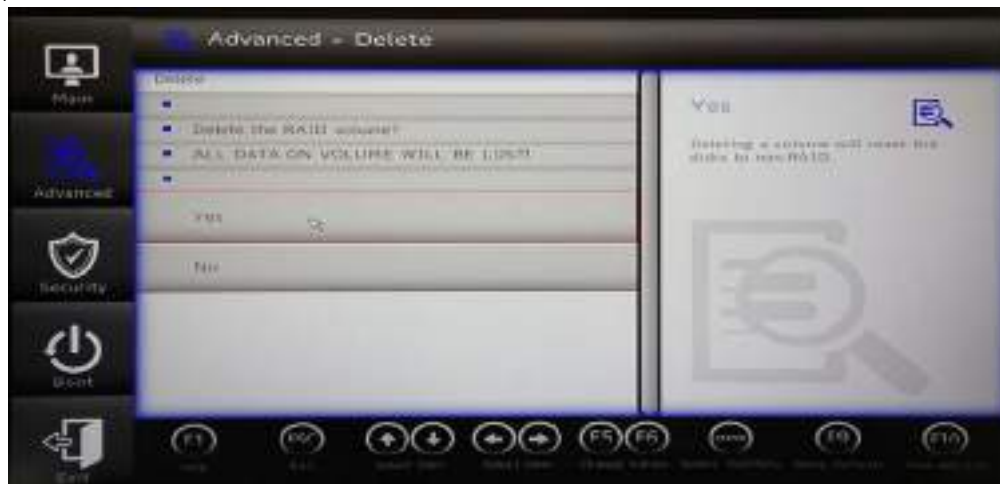 Advanced - Delete
Main
Advanced
Security
Boot
Exit
Delete
Delete the RAID volume?
ALL DATA ON VOLUME WILL BE LOST!
Yes
No
Yes
Deleting a volume will reset the disks to non-RAID.
F1
ESC
F5 F6
F9
F10